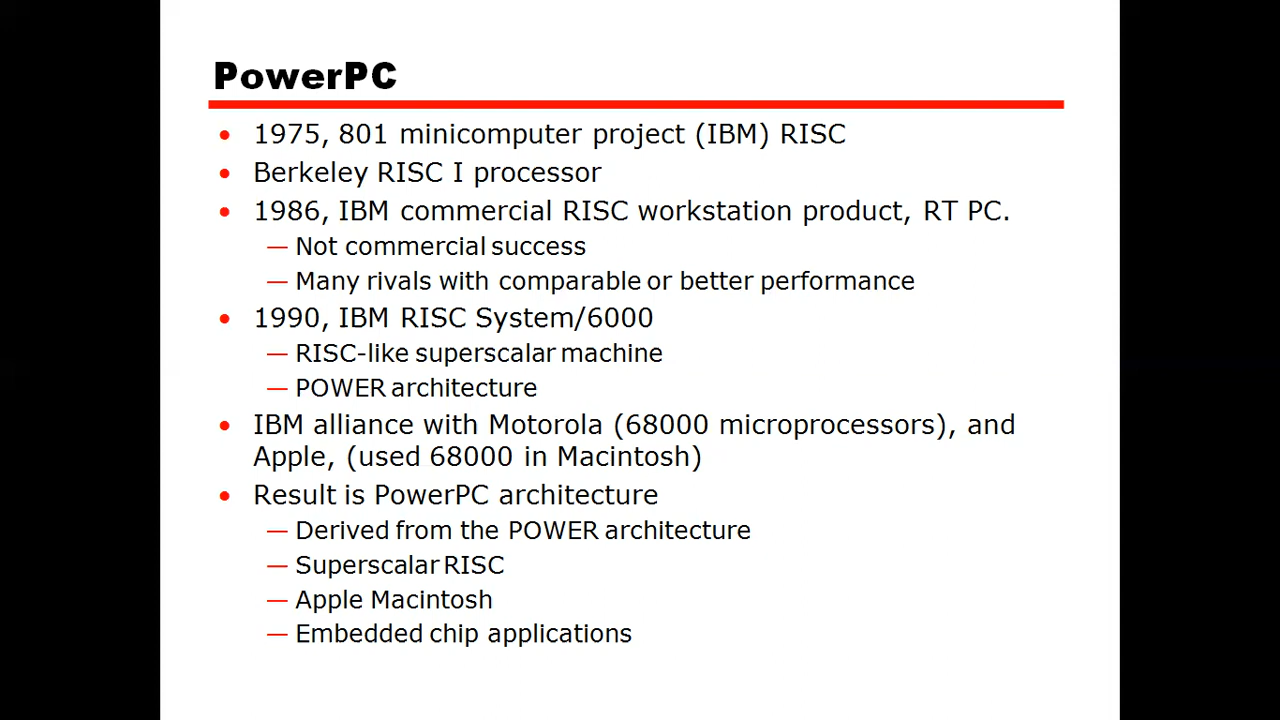 PowerPC
• 1975, 801 minicomputer project (IBM) RISC
• Berkeley RISC I processor
• 1986, IBM commercial RISC workstation product, RT PC.
— Not commercial success
— Many rivals with comparable or better performance
• 1990, IBM RISC System/6000
— RISC-like superscalar machine
— POWER architecture
• IBM alliance with Motorola (68000 microprocessors), and
Apple, (used 68000 in Macintosh)
• Result is PowerPC architecture
— Derived from the POWER architecture
— Superscalar RISC
— Apple Macintosh
— Embedded chip applications